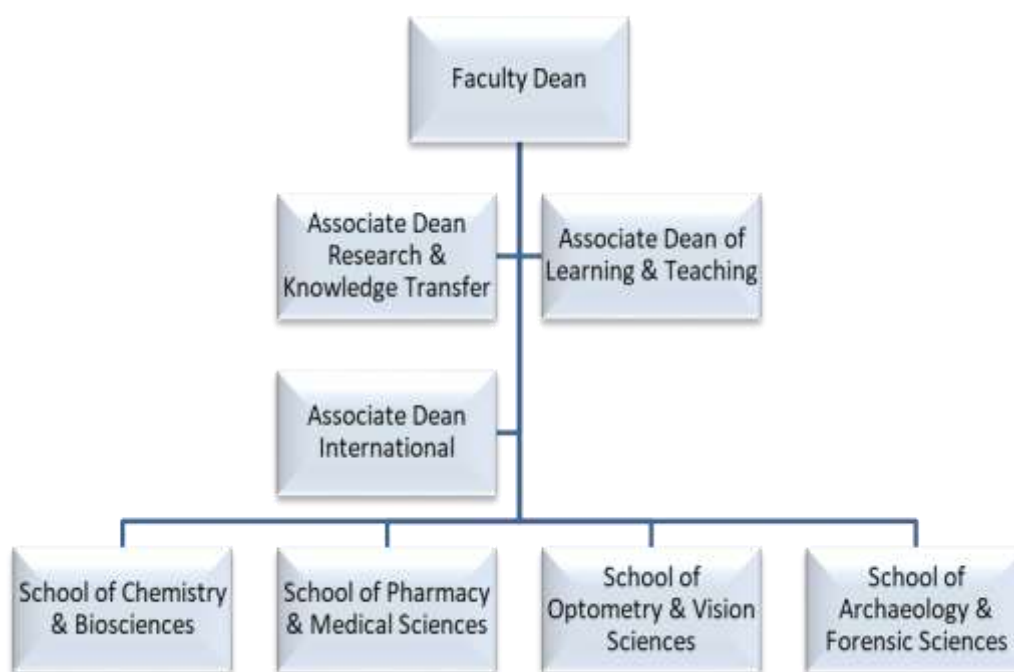 Faculty Dean
Associate Dean
Research &
Knowledge Transfer
Associate Dean of
Learning & Teaching
Associate Dean
International
School of Chemistry
& Biosciences
School of Pharmacy
& Medical Sciences
School of
Optometry & Vision
Sciences
School of
Archaeology &
Forensic Sciences